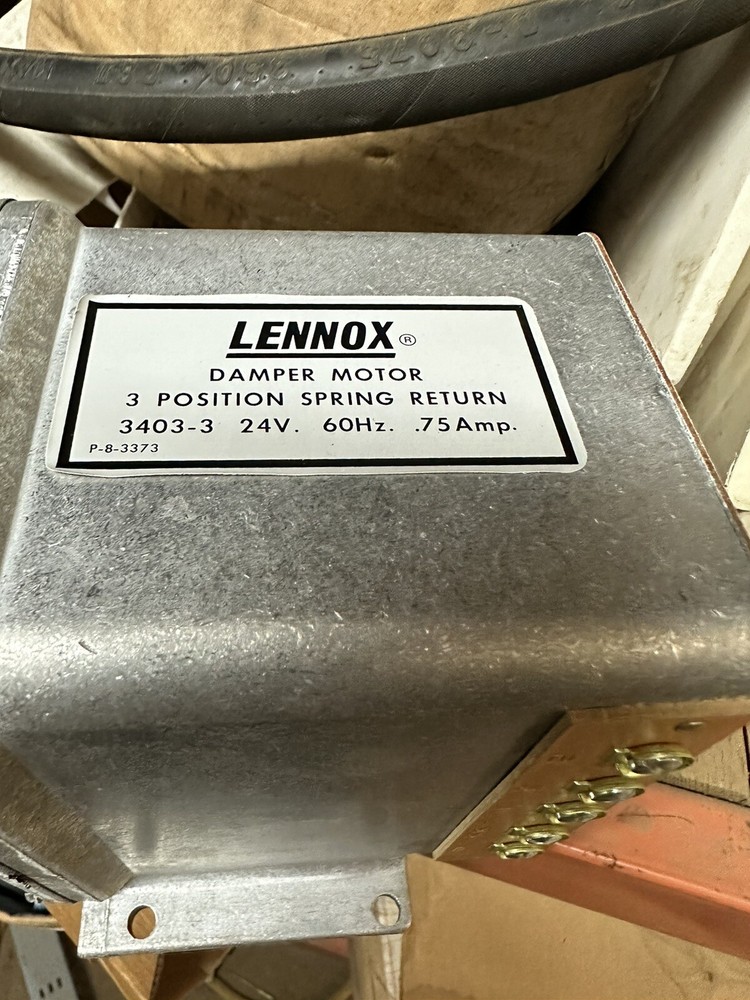 LENNOX®
DAMPER MOTOR
3 POSITION SPRING RETURN
3403-3 24V. 60Hz. .75Amp.
P-8-3373